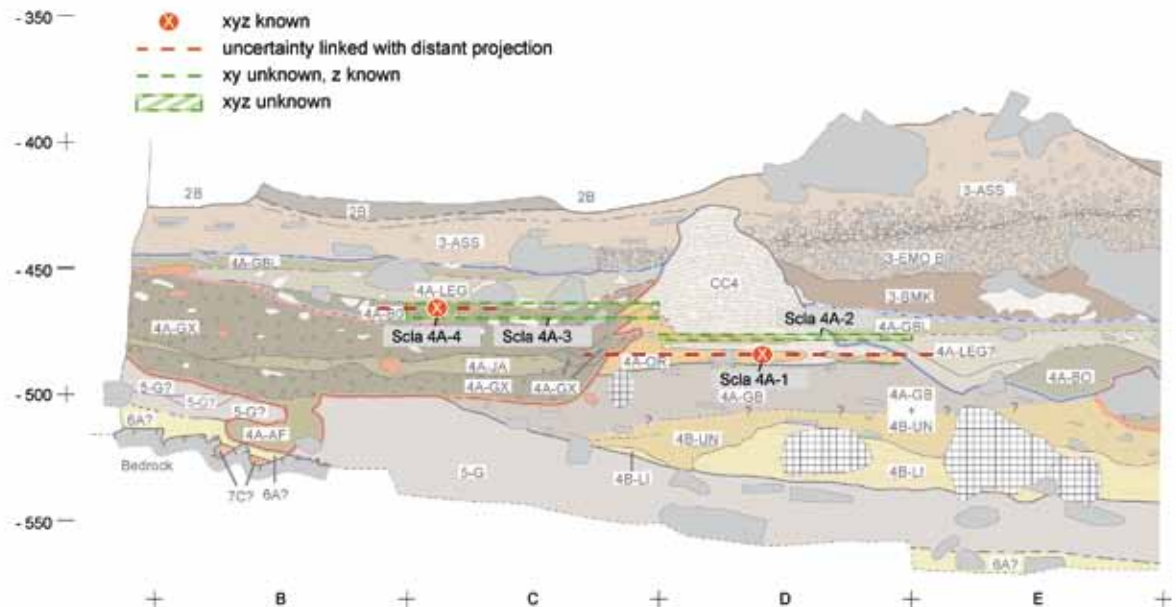 - 350
xyz known
uncertainty linked with distant projection
xy unknown, z known
xyz unknown
- 400
2B
2B
2B
3-ASS
3-ASS
3-EMO B
4A-GBL
4A-LEG
CC4
3-BMK
- 450
4A-BO
Scla 4A-4
Scla 4A-3
Scla 4A-2
4A-GBL
4A-GX
4A-LEG?
4A-JA
4A-OR
Scla 4A-1
4A-BO
4A-GX
4A-GX
4A-GB
4A-GB
+
4B-UN
- 500
5-G?
5-G?
5-G?
6A?
4A-AF
? ? ? ? ?
4B-UN
Bedrock
7C?
6A?
5-G
4B-LI
4B-LI
- 550
6A?
B C D E